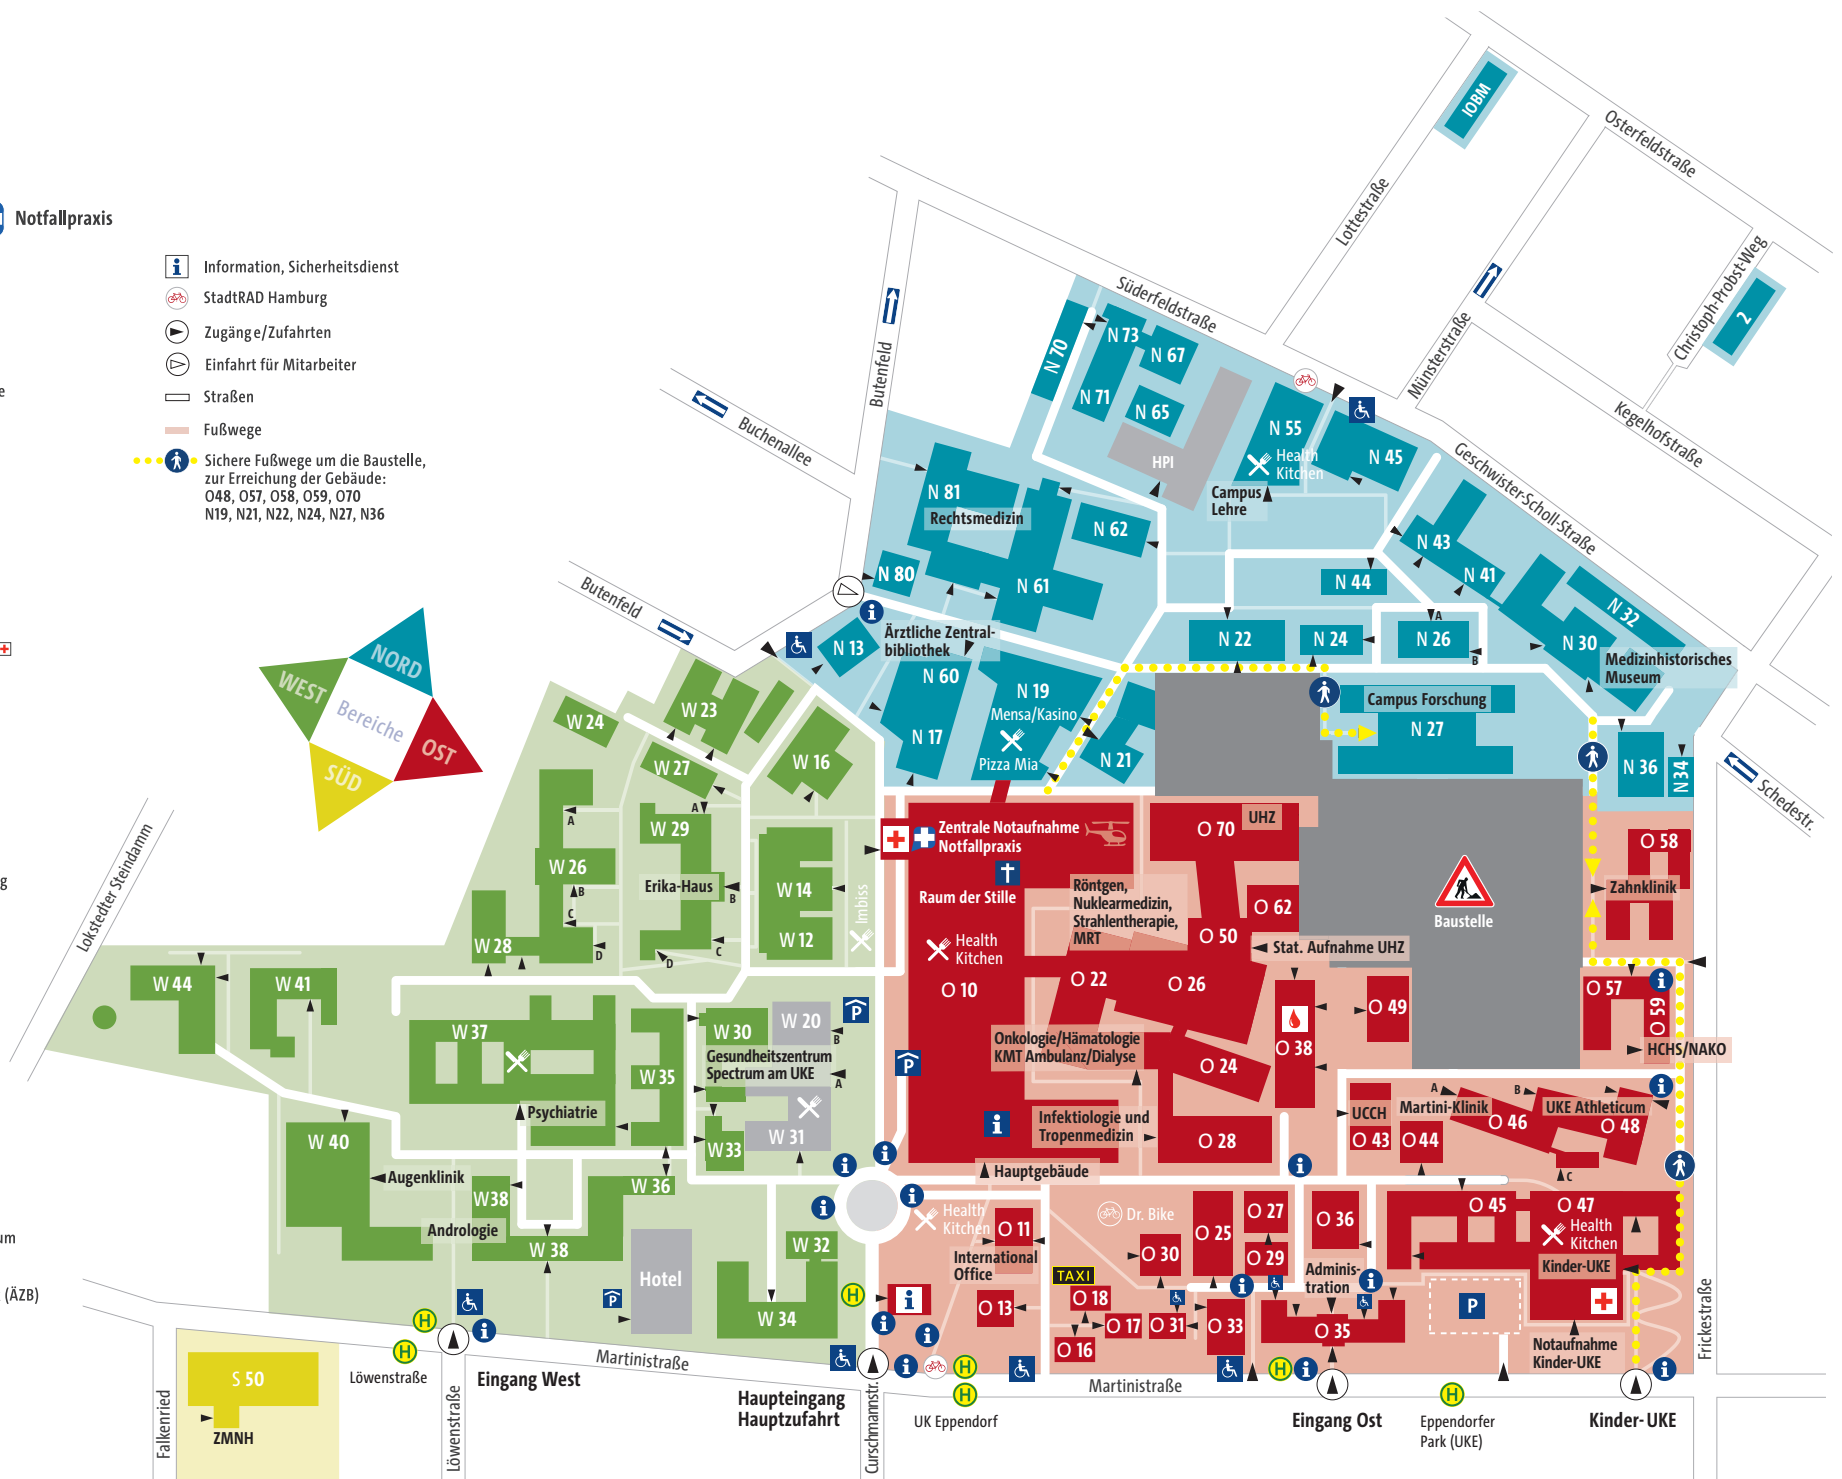 Notfallpraxis
Information, Sicherheitsdienst
StadtRAD Hamburg
Zugänge/Zufahrten
Einfahrt für Mitarbeiter
Straßen
Fußwege
Sichere Fußwege um die Baustelle,
zur Erreichung der Gebäude:
O48, O57, O58, O59, O70
N19, N21, N22, N24, N27, N36
e
g
um
(ÄZB)
NORD
WEST
Bereiche
OST
SÜD
IOBM
Osterfeldstraße
Lottestraße
Christoph-Probst-Weg
2
Münsterstraße
Kegelhofstraße
Süderfeldstraße
Geschwister-Scholl-Straße
Butenfeld
Buchenallee
Butenfeld
Schedestr.
Lokstedter Steindamm
N 70
N 73
N 67
N 71
N 65
HPI
N 55
Health
Kitchen
N 45
Campus
Lehre
N 81
Rechtsmedizin
N 62
N 80
N 61
N 43
N 41
N 44
N 32
N 30
N 22
N 24
N 26
A
B
Medizinhistorisches
Museum
N 13
Ärztliche Zentral-
bibliothek
N 60
N 19
Mensa/Kasino
N 17
Pizza Mia
N 21
Campus Forschung
N 27
N 36
N 34
W 24
W 23
W 27
W 16
W 29
A
W 26
A
B
C
D
Erika-Haus
B
C
D
W 14
W 12
Imbiss
W 28
W 44
W 41
W 37
W 35
Psychiatrie
W 30
W 20
B
Gesundheitszentrum
Spectrum am UKE
A
W 31
W 33
W 40
Augenklinik
W38
W 36
Andrologie
W 38
Hotel
W 32
W 34
P
P
P
Zentrale Notaufnahme
Notfallpraxis
Raum der Stille
Health
Kitchen
O 10
O 70
UHZ
Röntgen,
Nuklearmedizin,
Strahlentherapie,
MRT
O 62
O 50
Stat. Aufnahme UHZ
O 22
O 26
Onkologie/Hämatologie
KMT Ambulanz/Dialyse
O 24
O 38
O 49
Infektiologie und
Tropenmedizin
O 28
Hauptgebäude
Baustelle
O 58
Zahnklinik
O 57
O 59
HCHS/NAKO
UCCH
O 43
Martini-Klinik
A
B
O 44
O 46
UKE Athleticum
O 48
C
O 45
O 47
Health
Kitchen
Kinder-UKE
Notaufnahme
Kinder-UKE
P
Health
Kitchen
O 11
International
Office
Dr. Bike
O 25
O 27
O 36
O 30
O 29
Adminis-
tration
TAXI
O 18
O 13
O 17
O 31
O 33
O 35
O 16
H
H
H
H
H
H
H
S 50
ZMNH
Falkenried
Löwenstraße
Löwenstraße
Eingang West
Martinistraße
Haupteingang
Hauptzufahrt
Curschmannstr.
UK Eppendorf
Martinistraße
Eingang Ost
Eppendorfer
Park (UKE)
Kinder-UKE
Frickestraße